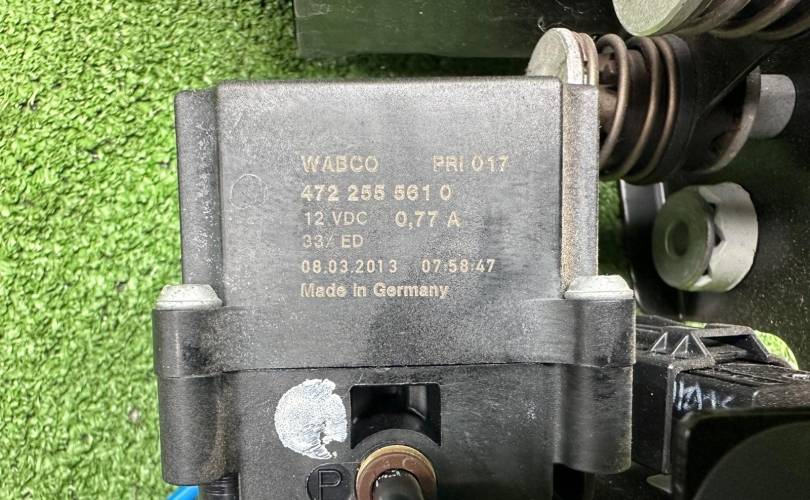 WABCO PRI 017
472 255 561 0
12 VDC 0,77 A
33% ED
08.03.2013 07:58:47
Made in Germany
P